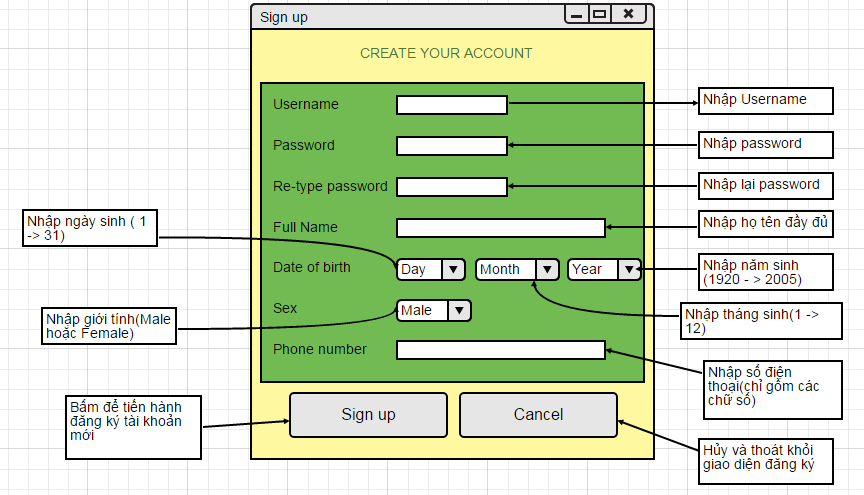 Sign up
CREATE YOUR ACCOUNT
Username
Nhập Username
Password
Nhập password
Re-type password
Nhập lại password
Full Name
Nhập họ tên đầy đủ
Nhập ngày sinh ( 1
-> 31)
Date of birth
Day
Month
Year
Nhập năm sinh
(1920 - > 2005)
Sex
Male
Nhập giới tính(Male
hoặc Female)
Nhập tháng sinh(1 ->
12)
Phone number
Nhập số điện
thoại(chỉ gồm các
chữ số)
Bấm để tiến hành
đăng ký tài khoản
mới
Sign up
Cancel
Hủy và thoát khỏi
giao diện đăng ký